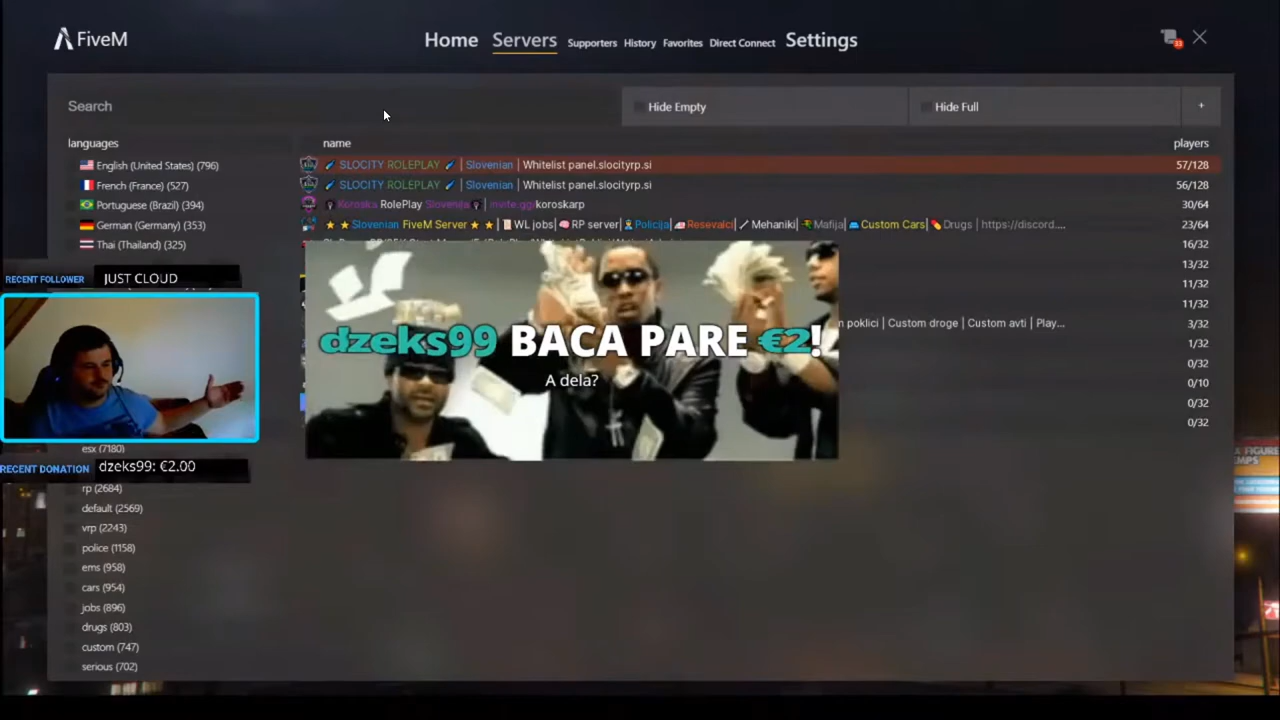 FiveM
Home Servers Supporters History Favorites Direct Connect Settings
33
Search
Hide Empty
Hide Full
+
languages
name
players
English (United States) (796)
SLOCITY ROLEPLAY | Slovenian | Whitelist panel.slocityrp.si
57/128
French (France) (527)
SLOCITY ROLEPLAY | Slovenian | Whitelist panel.slocityrp.si
56/128
Portuguese (Brazil) (394)
Koroska RolePlay Slovenija | invite.gg/koroskarp
30/64
German (Germany) (353)
★ ★ Slovenian FiveM Server ★ ★ | WL jobs| RP server| Policija| Resevalci| Mehaniki| Mafija| Custom Cars| Drugs | https://discord....
23/64
Thai (Thailand) (325)
16/32
13/32
RECENT FOLLOWER JUST CLOUD
11/32
11/32
poklici | Custom droge | Custom avti | Play...
3/32
dzeks99 BACA PARE €2!
1/32
0/32
A dela?
0/10
0/32
0/32
esx (7180)
RECENT DONATION dzeks99: €2.00
rp (2684)
default (2569)
vrp (2243)
police (1158)
ems (958)
cars (954)
jobs (896)
drugs (803)
custom (747)
serious (702)